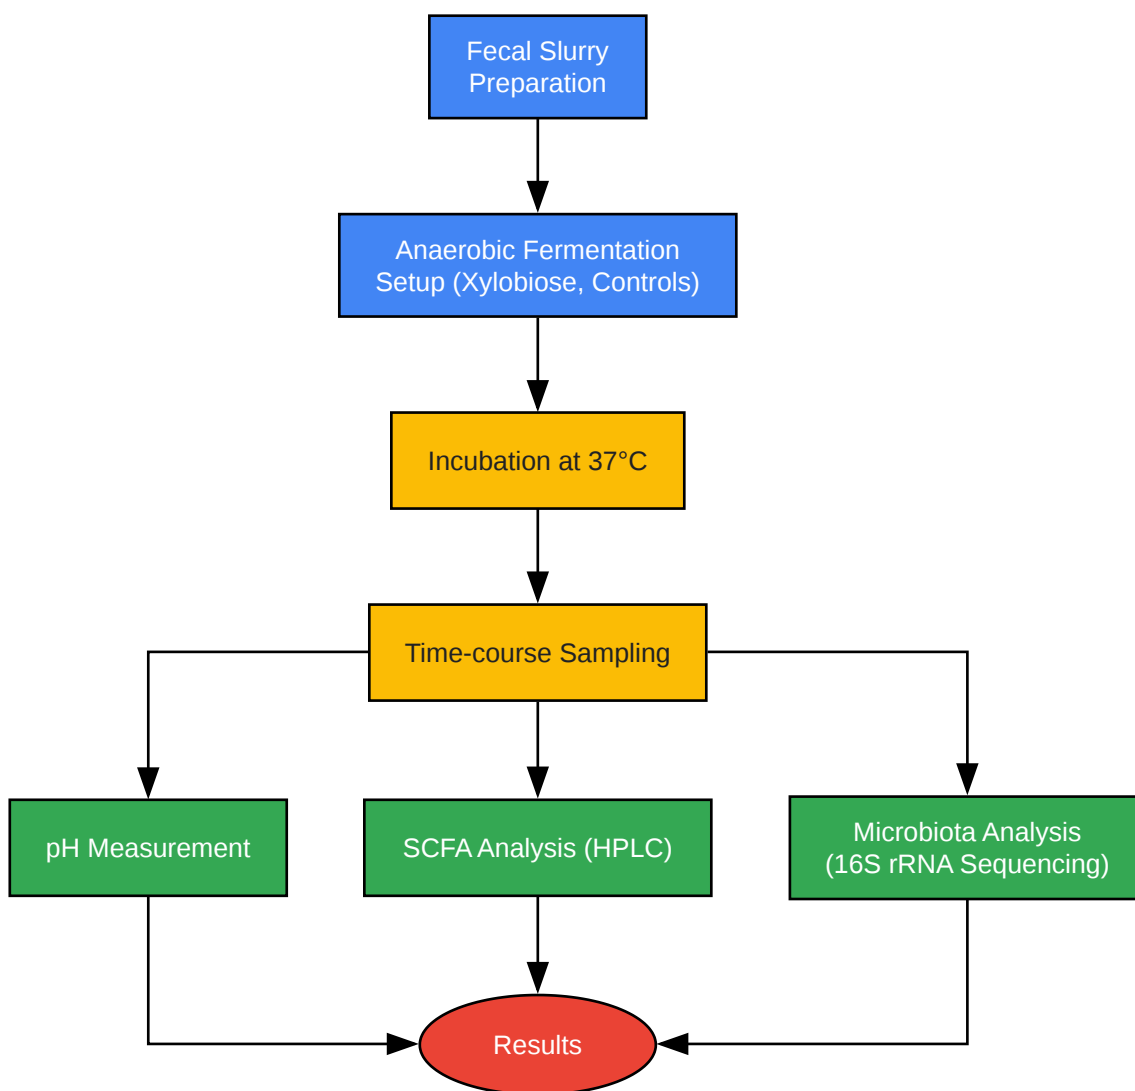 Fecal Slurry
Preparation
Anaerobic Fermentation
Setup (Xylobiose, Controls)
Incubation at 37°C
Time-course Sampling
pH Measurement
SCFA Analysis (HPLC)
Microbiota Analysis
(16S rRNA Sequencing)
Results